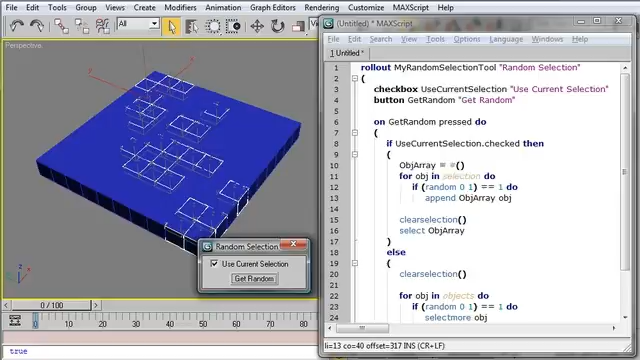 Tools Group Views Create Modifiers Animation Graph Editors Rendering Customize MAXScript
All
Perspective
z
Random Selection
Use Current Selection
Get Random
0 / 100
0 10 20 30 40 50 60
true
(Untitled) * MAXScript
File Edit Search View Tools Options Language Windows Help
1 Untitled *
1 rollout MyRandomSelectionTool "Random Selection"
2 (
3 checkbox UseCurrentSelection "Use Current Selection"
4 button GetRandom "Get Random"
5
6 on GetRandom pressed do
7 (
8 if UseCurrentSelection.checked then
9 (
10 ObjArray = #()
11 for obj in selection do
12 if (random 0 1) == 1 do
13 append ObjArray obj
14
15 clearselection()
16 select ObjArray
17 )
18 else
19 (
20 clearselection()
21
22 for obj in objects do
23 if (random 0 1) == 1 do
24 selectmore obj
li=13 co=40 offset=317 INS (CR+LF)